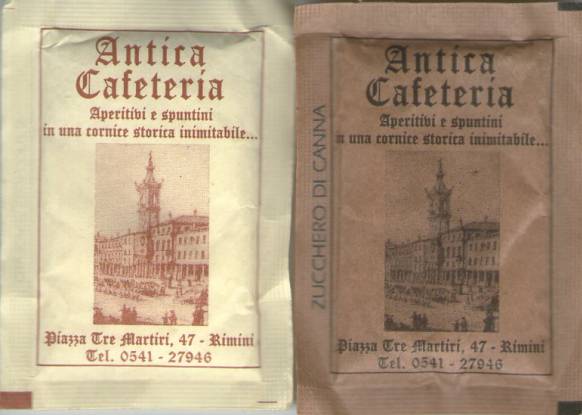 Antica
Cafeteria
Aperitivi e spuntini
in una cornice storica inimitabile...
Piazza Tre Martiri, 47 - Rimini
Tel. 0541 - 27946
ZUCCHERO DI CANNA
Antica
Cafeteria
Aperitivi e spuntini
n una cornice storica inimitabile...
Piazza Tre Martiri, 47 - Rimini
Tel. 0541 - 27946